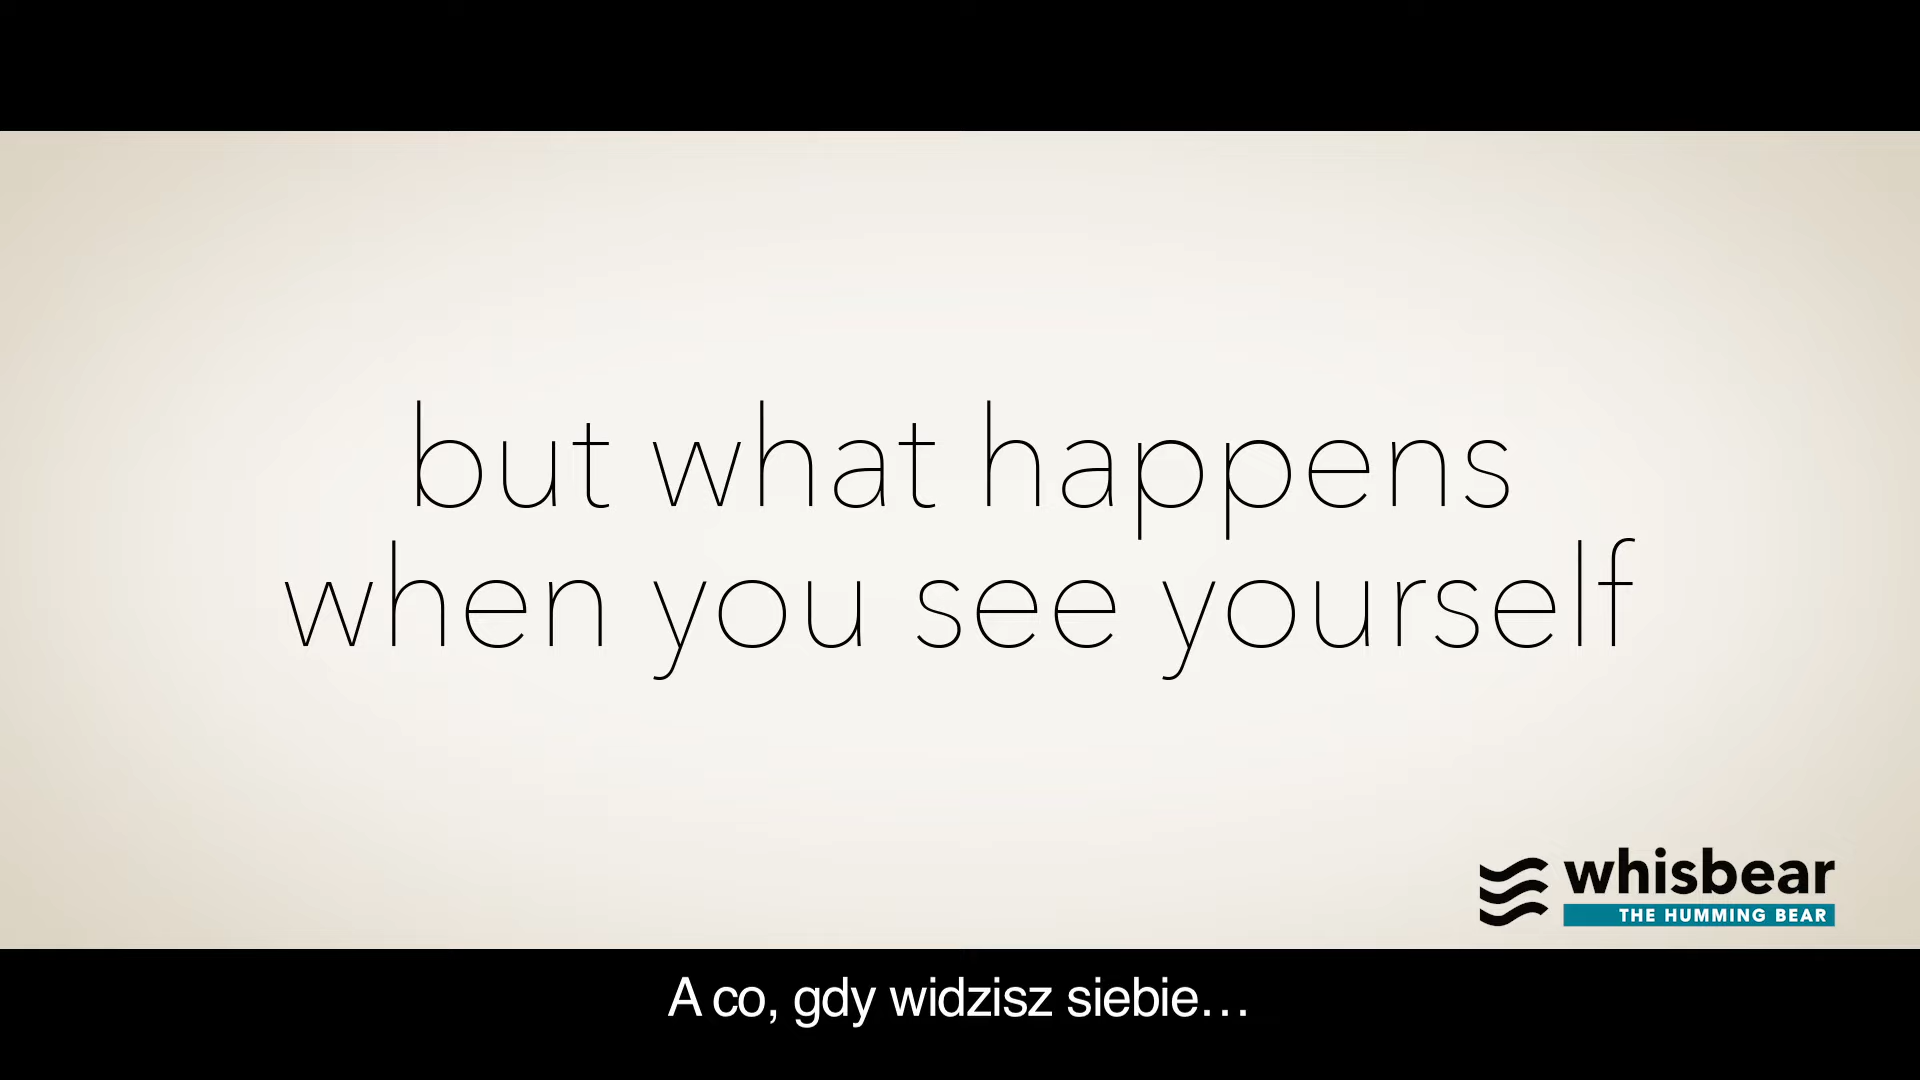 but what happens
when you see yourself
whisbear
THE HUMMING BEAR
A co, gdy widzisz siebie…